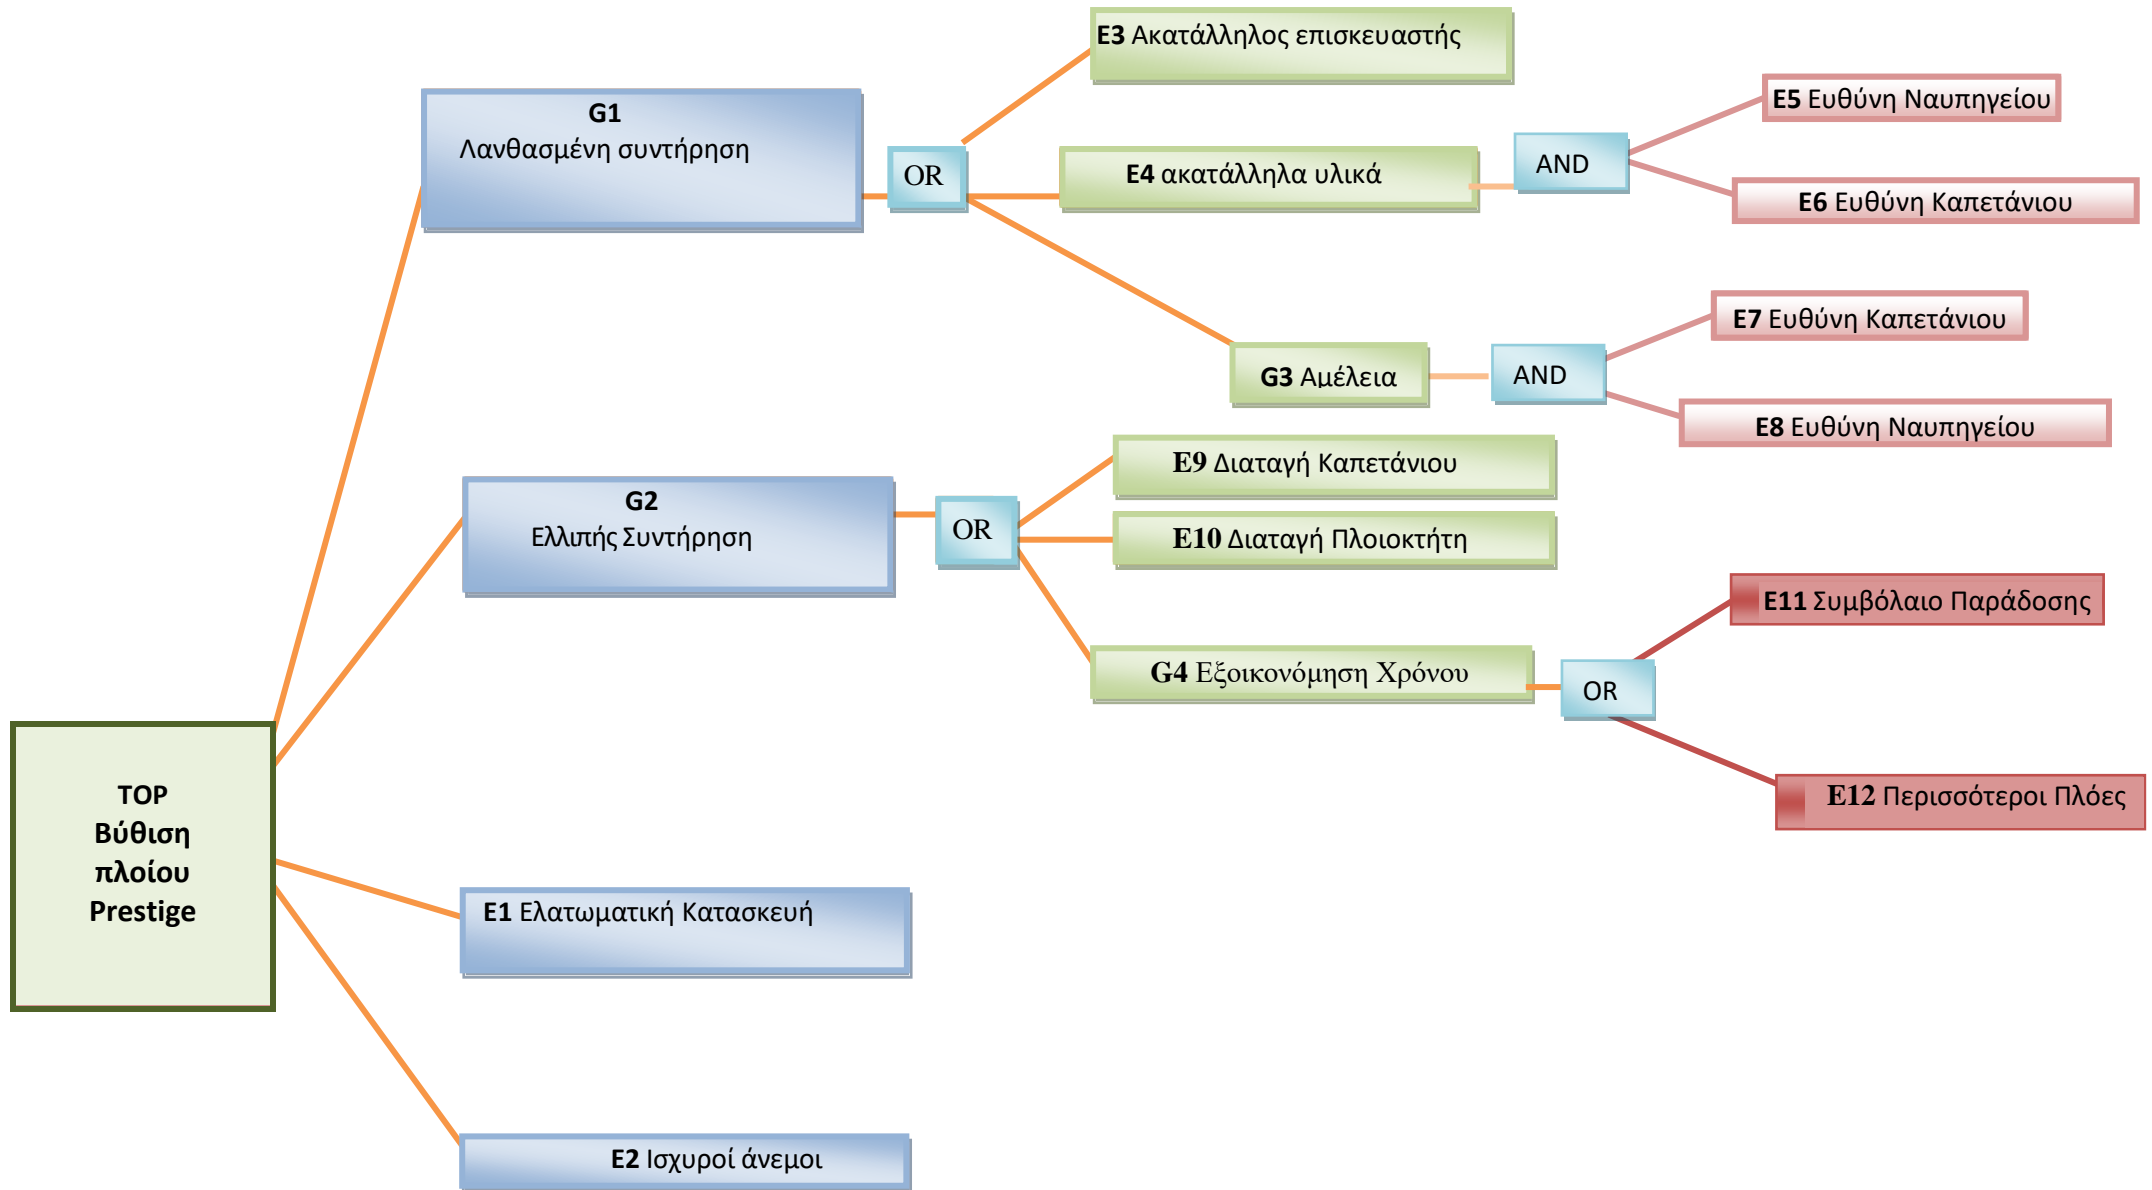 E3 Ακατάλληλος επισκευαστής
G1
Λανθασμένη συντήρηση
OR
E4 ακατάλληλα υλικά
AND
E5 Ευθύνη Ναυπηγείου
E6 Ευθύνη Καπετάνιου
G3 Αμέλεια
AND
E7 Ευθύνη Καπετάνιου
E8 Ευθύνη Ναυπηγείου
G2
Ελλιπής Συντήρηση
OR
E9 Διαταγή Καπετάνιου
E10 Διαταγή Πλοιοκτήτη
G4 Εξοικονόμηση Χρόνου
OR
E11 Συμβόλαιο Παράδοσης
E12 Περισσότεροι Πλόες
TOP
Βύθιση
πλοίου
Prestige
E1 Ελατωματική Κατασκευή
E2 Ισχυροί άνεμοι